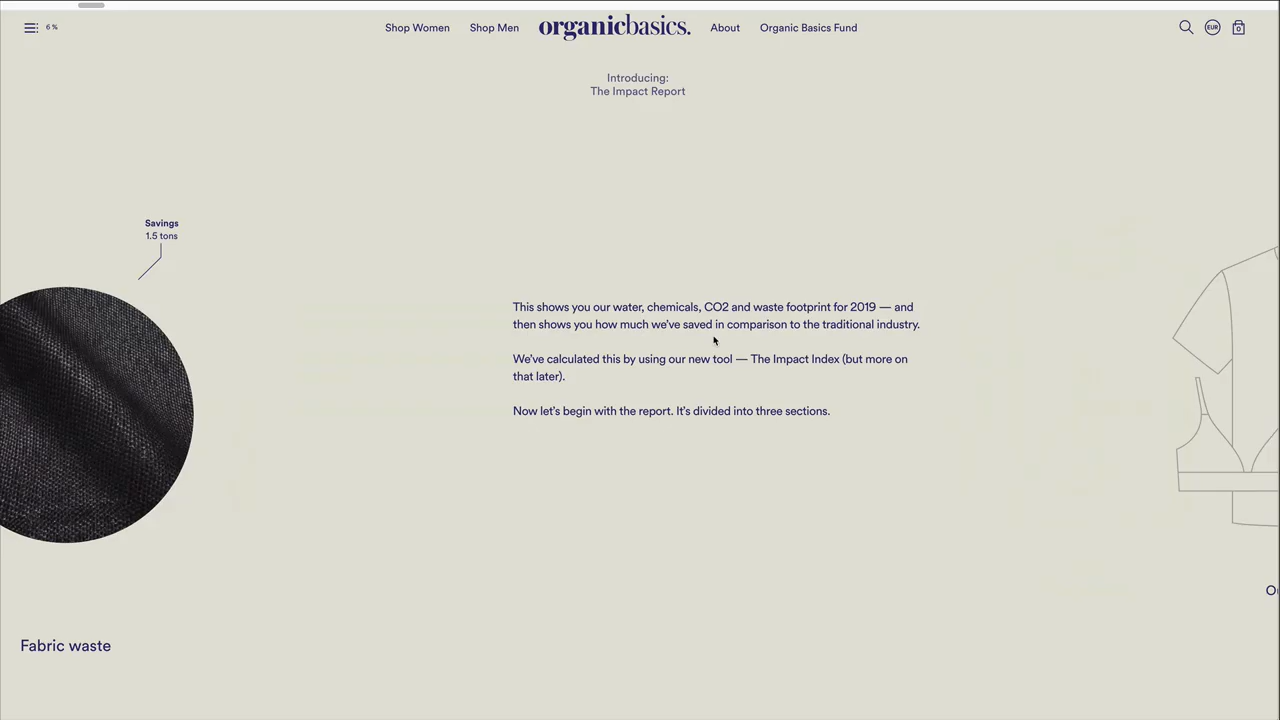 6 %
Shop Women
Shop Men
organicbasics.
About
Organic Basics Fund
EUR
0
Introducing:
The Impact Report
Savings
1.5 tons
This shows you our water, chemicals, CO2 and waste footprint for 2019 — and
then shows you how much we've saved in comparison to the traditional industry.
We've calculated this by using our new tool — The Impact Index (but more on
that later).
Now let's begin with the report. It's divided into three sections.
Fabric waste